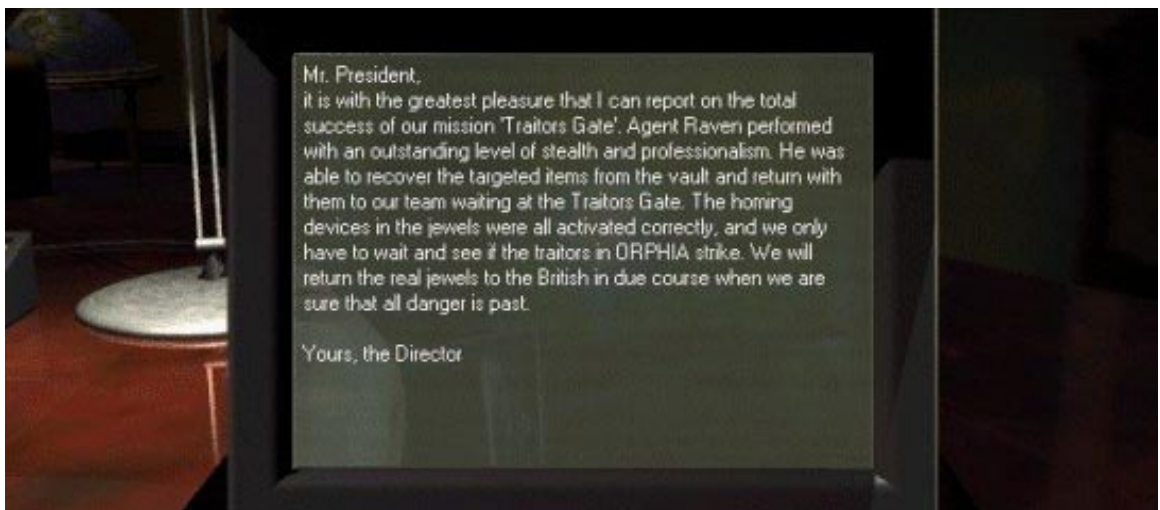 Mr. President,
it is with the greatest pleasure that I can report on the total
success of our mission 'Traitors Gate'. Agent Raven performed
with an outstanding level of stealth and professionalism. He was
able to recover the targeted items from the vault and return with
them to our team waiting at the Traitors Gate. The homing
devices in the jewels were all activated correctly, and we only
have to wait and see if the traitors in ORPHIA strike. We will
return the real jewels to the British in due course when we are
sure that all danger is past.
Yours, the Director